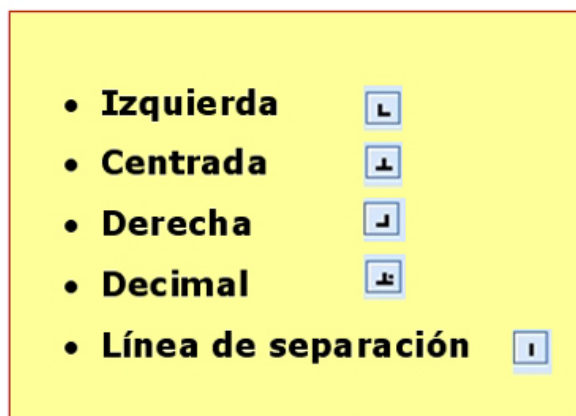 • Izquierda
• Centrada
• Derecha
• Decimal
• Línea de separación